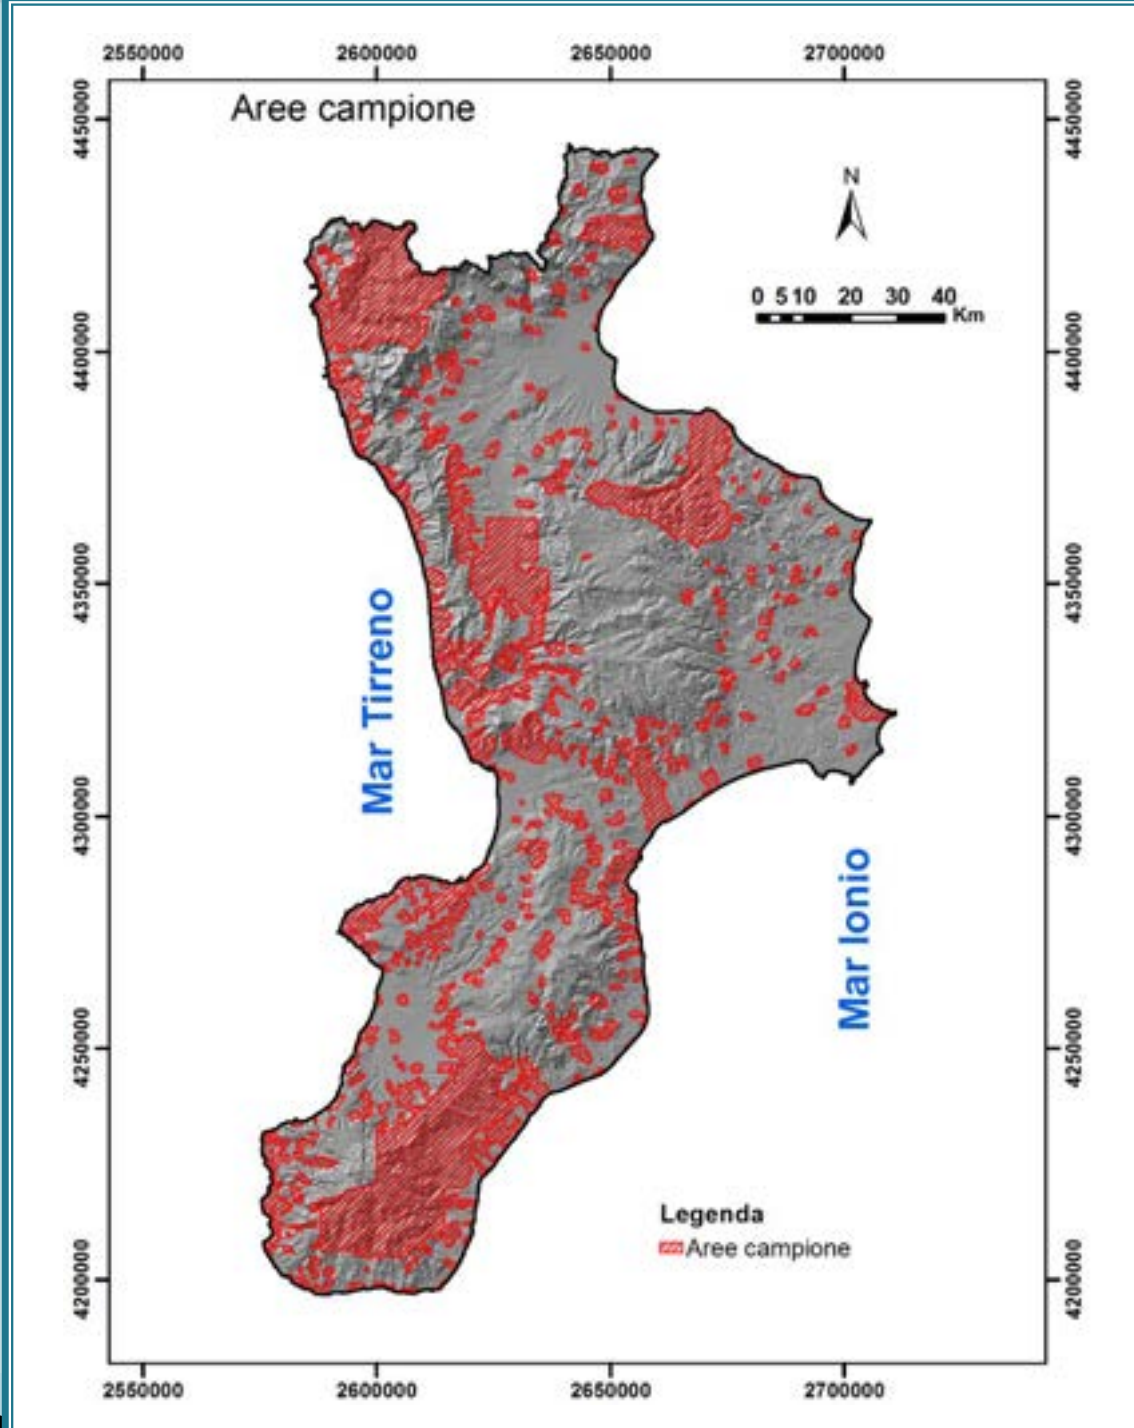 2550000 2600000 2650000 2700000
Aree campione
4450000 4450000
N
0 5 10 20 30 40
Km
4400000 4400000
4350000 4350000
Mar Tirreno
4300000 4300000
Mar Ionio
4250000 4250000
Legenda
Aree campione
4200000 4200000
2550000 2600000 2650000 2700000